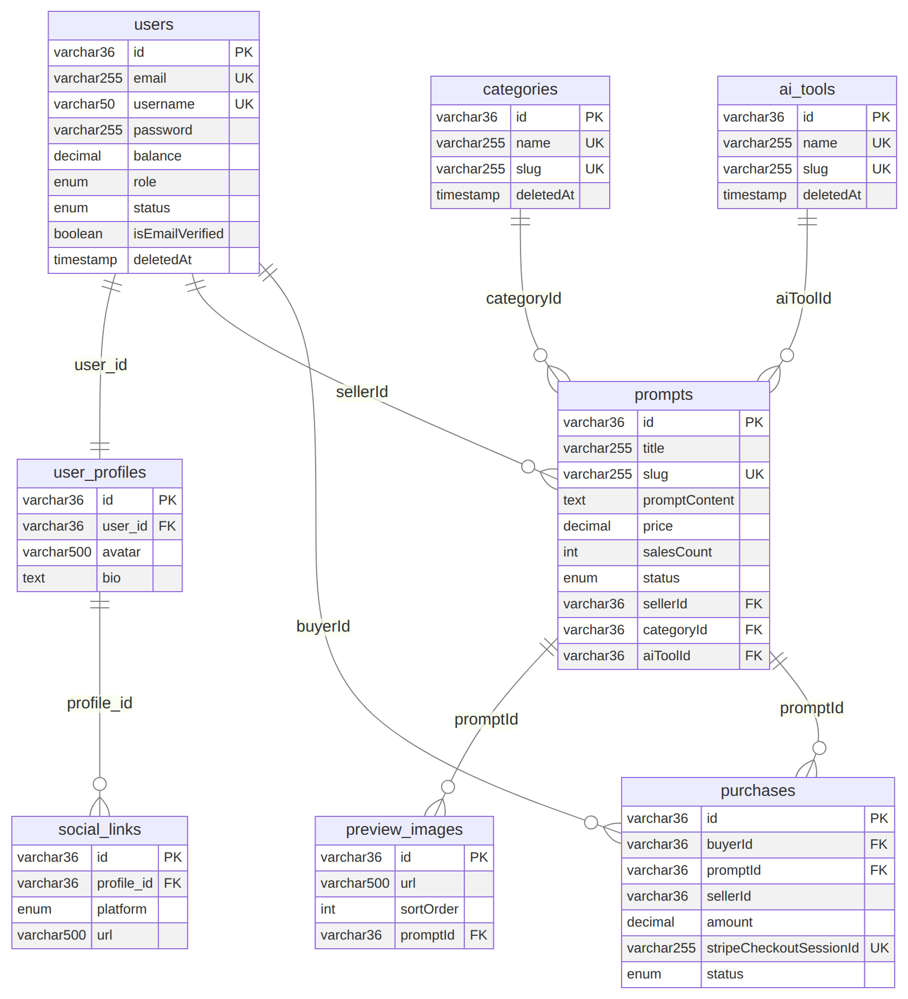 users
varchar36 id PK
varchar255 email UK
varchar50 username UK
varchar255 password
decimal balance
enum role
enum status
boolean isEmailVerified
timestamp deletedAt
categories
varchar36 id PK
varchar255 name UK
varchar255 slug UK
timestamp deletedAt
ai_tools
varchar36 id PK
varchar255 name UK
varchar255 slug UK
timestamp deletedAt
categoryId
aiToolId
user_id
sellerId
prompts
varchar36 id PK
varchar255 title
varchar255 slug UK
text promptContent
decimal price
int salesCount
enum status
varchar36 sellerId FK
varchar36 categoryId FK
varchar36 aiToolId FK
user_profiles
varchar36 id PK
varchar36 user_id FK
varchar500 avatar
text bio
buyerId
profile_id
promptId
promptId
social_links
varchar36 id PK
varchar36 profile_id FK
enum platform
varchar500 url
preview_images
varchar36 id PK
varchar500 url
int sortOrder
varchar36 promptId FK
purchases
varchar36 id PK
varchar36 buyerId FK
varchar36 promptId FK
varchar36 sellerId
decimal amount
varchar255 stripeCheckoutSessionId UK
enum status